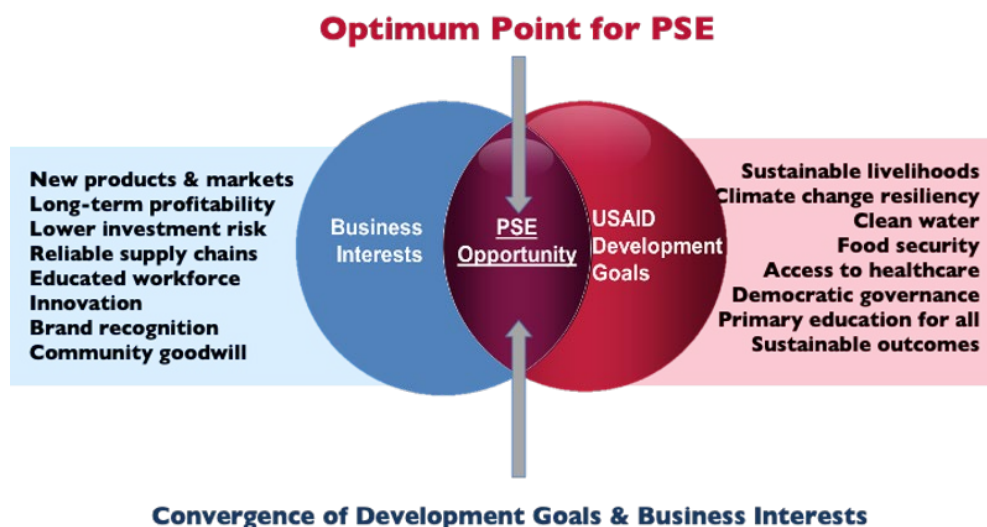 Optimum Point for PSE
New products & markets
Long-term profitability
Lower investment risk
Reliable supply chains
Educated workforce
Innovation
Brand recognition
Community goodwill
Business
Interests
PSE
Opportunity
USAID
Development
Goals
Sustainable livelihoods
Climate change resiliency
Clean water
Food security
Access to healthcare
Democratic governance
Primary education for all
Sustainable outcomes
Convergence of Development Goals & Business Interests